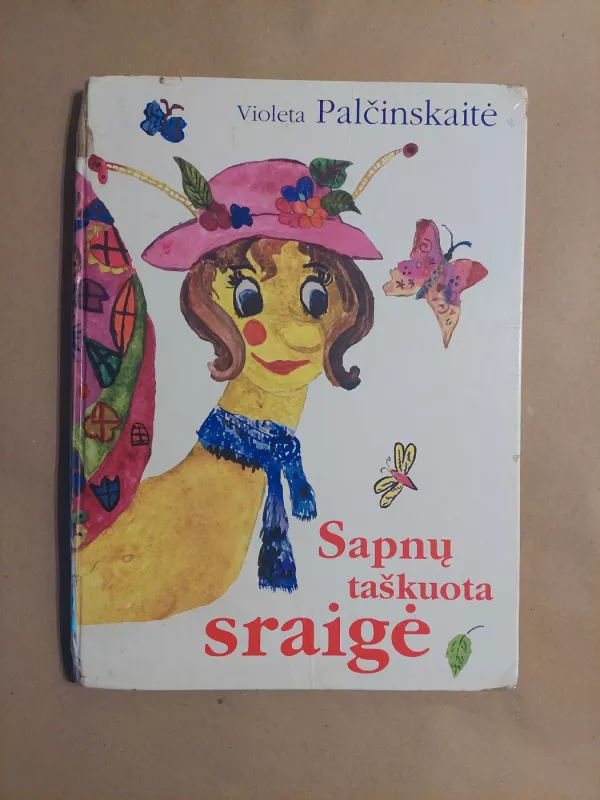 Violeta Palčinskaitė
Sapnų
taškuota
sraigė